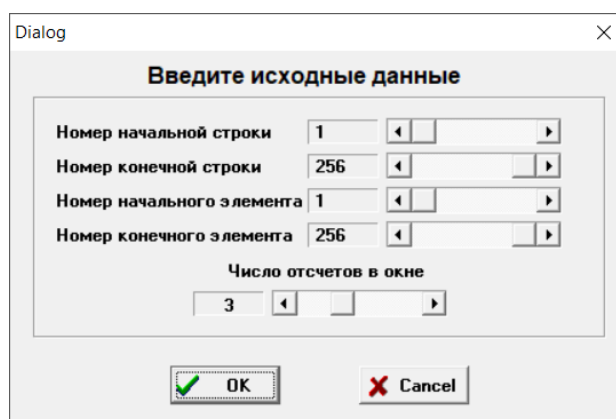 Dialog
Введите исходные данные
Номер начальной строки 1
Номер конечной строки 256
Номер начального элемента 1
Номер конечного элемента 256
Число отсчетов в окне
3
OK Cancel